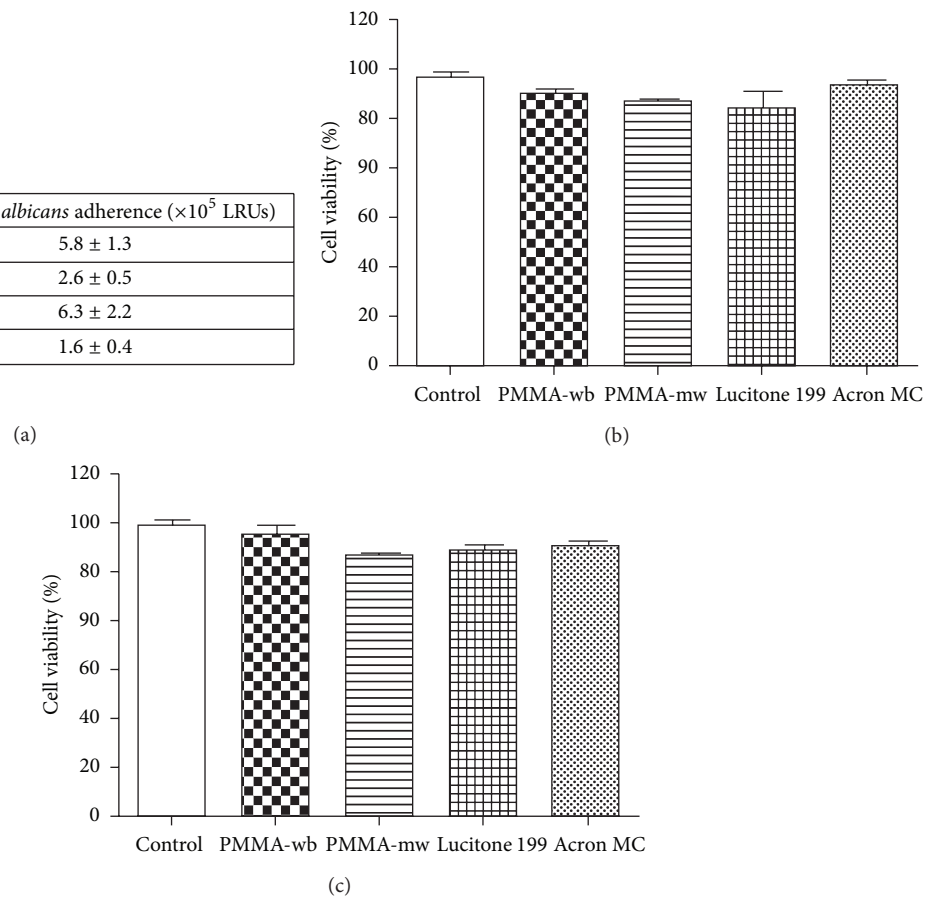 albicans adherence (×10⁵ LRUs)
5.8 ± 1.3
2.6 ± 0.5
6.3 ± 2.2
1.6 ± 0.4
(a)
120
100
80
90
60
40
20
0
Cell viability (%)
Control PMMA-wb PMMA-mw Lucitone 199 Acron MC
(b)
120
100
80
90
60
40
20
0
Cell viability (%)
Control PMMA-wb PMMA-mw Lucitone 199 Acron MC
(c)